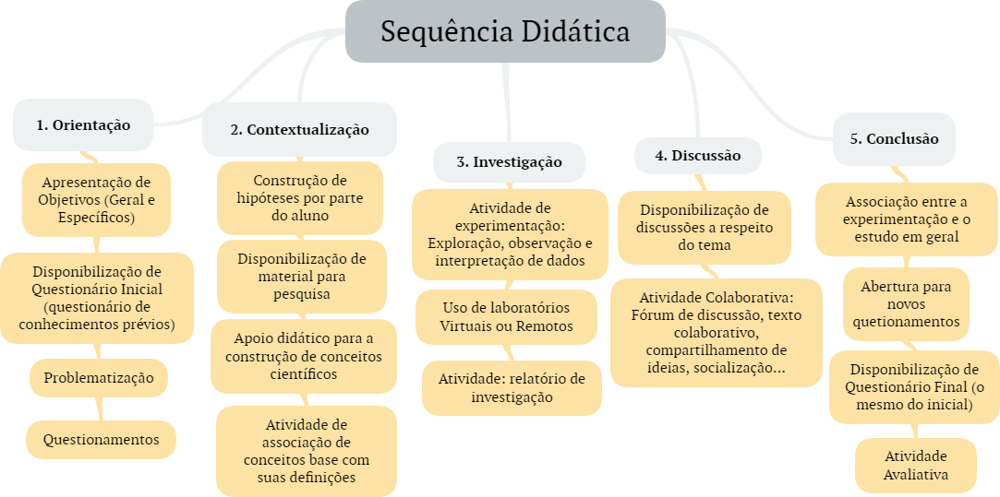 Sequência Didática
1. Orientação
Apresentação de
Objetivos (Geral e
Específicos)
Disponibilização de
Questionário Inicial
(questionário de
conhecimentos prévios)
Problematização
Questionamentos
2. Contextualização
Construção de
hipóteses por parte
do aluno
Disponibilização de
material para
pesquisa
Apoio didático para a
construção de conceitos
científicos
Atividade de
associação de
conceitos base com
suas definições
3. Investigação
Atividade de
experimentação:
Exploração, observação e
interpretação de dados
Uso de laboratórios
Virtuais ou Remotos
Atividade: relatório de
investigação
4. Discussão
Disponibilização de
discussões a respeito
do tema
Atividade Colaborativa:
Fórum de discussão, texto
colaborativo,
compartilhamento de
ideias, socialização...
5. Conclusão
Associação entre a
experimentação e o
estudo em geral
Abertura para
novos
quetionamentos
Disponibilização de
Questionário Final (o
mesmo do inicial)
Atividade
Avaliativa